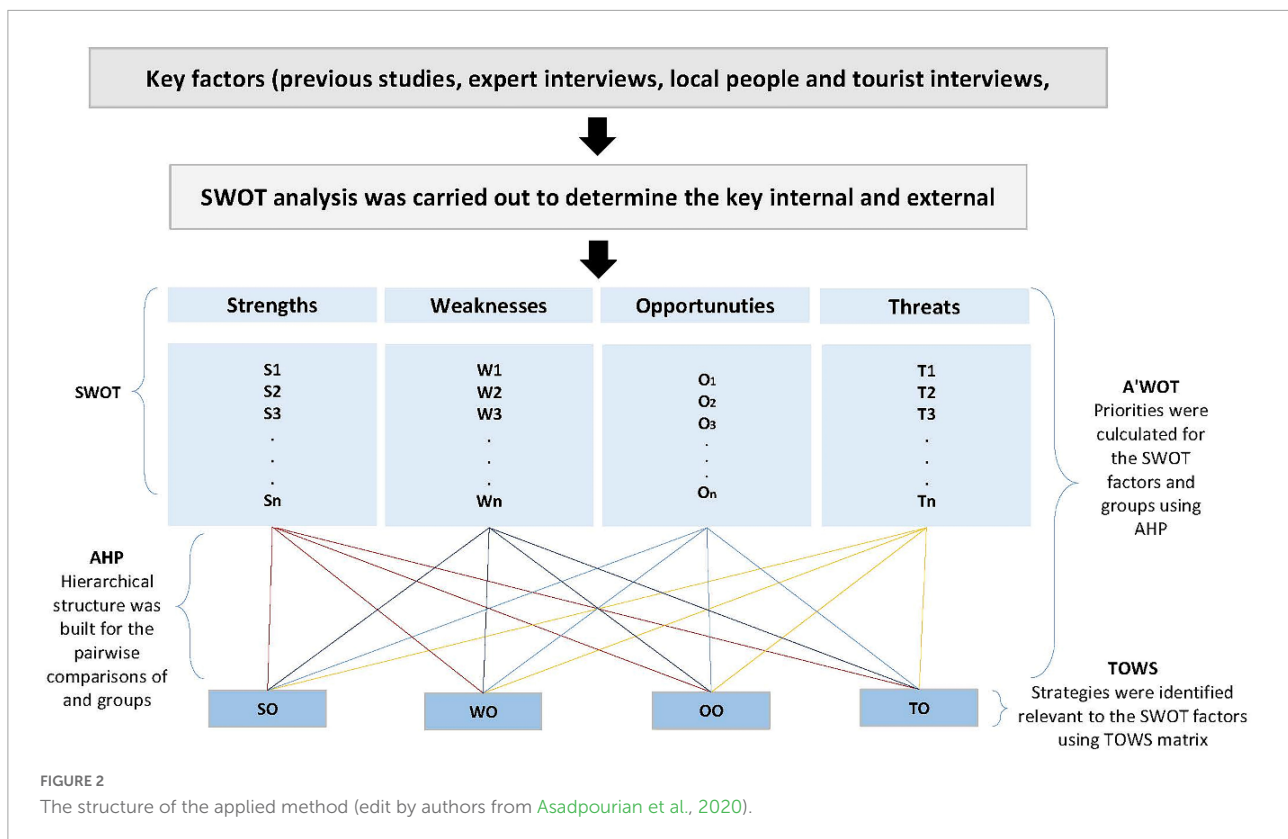 Key factors (previous studies, expert interviews, local people and tourist interviews,
SWOT analysis was carried out to determine the key internal and external
SWOT
Strengths
S1
S2
S3
.
.
.
Sn
Weaknesses
W1
W2
W3
.
.
.
Wn
Opportunuties
O1
O2
O3
.
.
.
On
Threats
T1
T2
T3
.
.
.
Tn
A'WOT
Priorities were
culculated for
the SWOT
factors and
groups using
AHP
AHP
Hierarchical
structure was
built for the
pairwise
comparisons of
and groups
SO
WO
OO
TO
TOWS
Strategies were identified
relevant to the SWOT factors
using TOWS matrix
FIGURE 2
The structure of the applied method (edit by authors from Asadpourian et al., 2020).